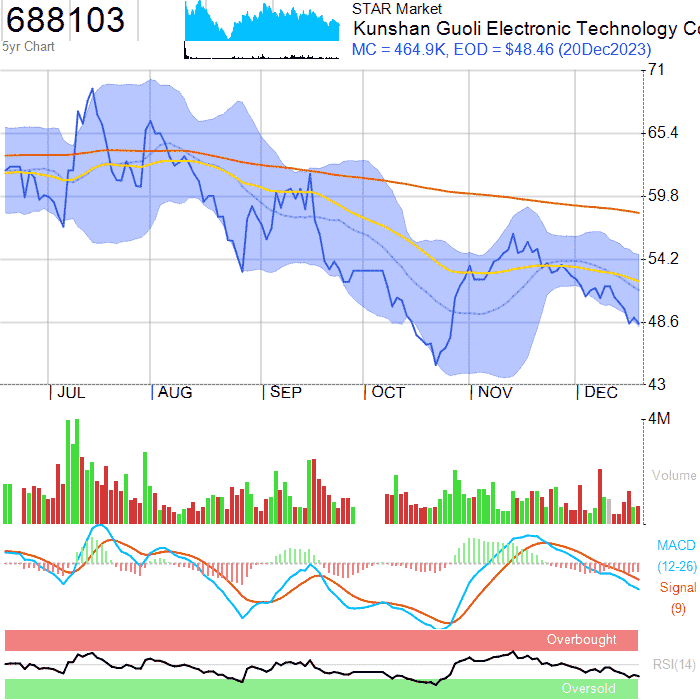 688103
STAR Market
Kunshan Guoli Electronic Technology Co
5yr Chart
MC = 464.9K, EOD = $48.46 (20Dec2023)
71
65.4
59.8
54.2
48.6
43
JUL AUG SEP OCT NOV DEC
4M
Volume
MACD
(12-26)
Signal
(9)
Overbought
RSI(14)
Oversold